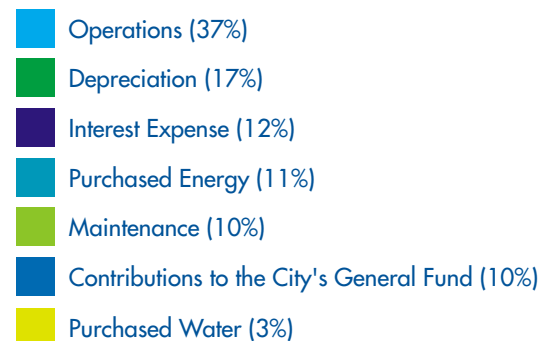 Operations (37%)
Depreciation (17%)
Interest Expense (12%)
Purchased Energy (11%)
Maintenance (10%)
Contributions to the City's General Fund (10%)
Purchased Water (3%)